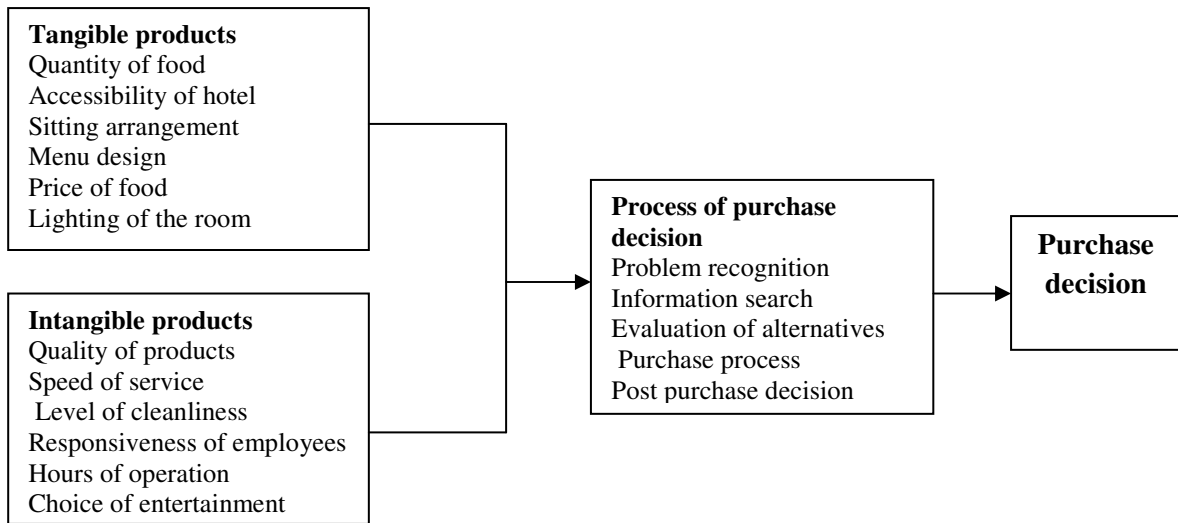 Tangible products
Quantity of food
Accessibility of hotel
Sitting arrangement
Menu design
Price of food
Lighting of the room
Intangible products
Quality of products
Speed of service
Level of cleanliness
Responsiveness of employees
Hours of operation
Choice of entertainment
Process of purchase
decision
Problem recognition
Information search
Evaluation of alternatives
Purchase process
Post purchase decision
Purchase
decision